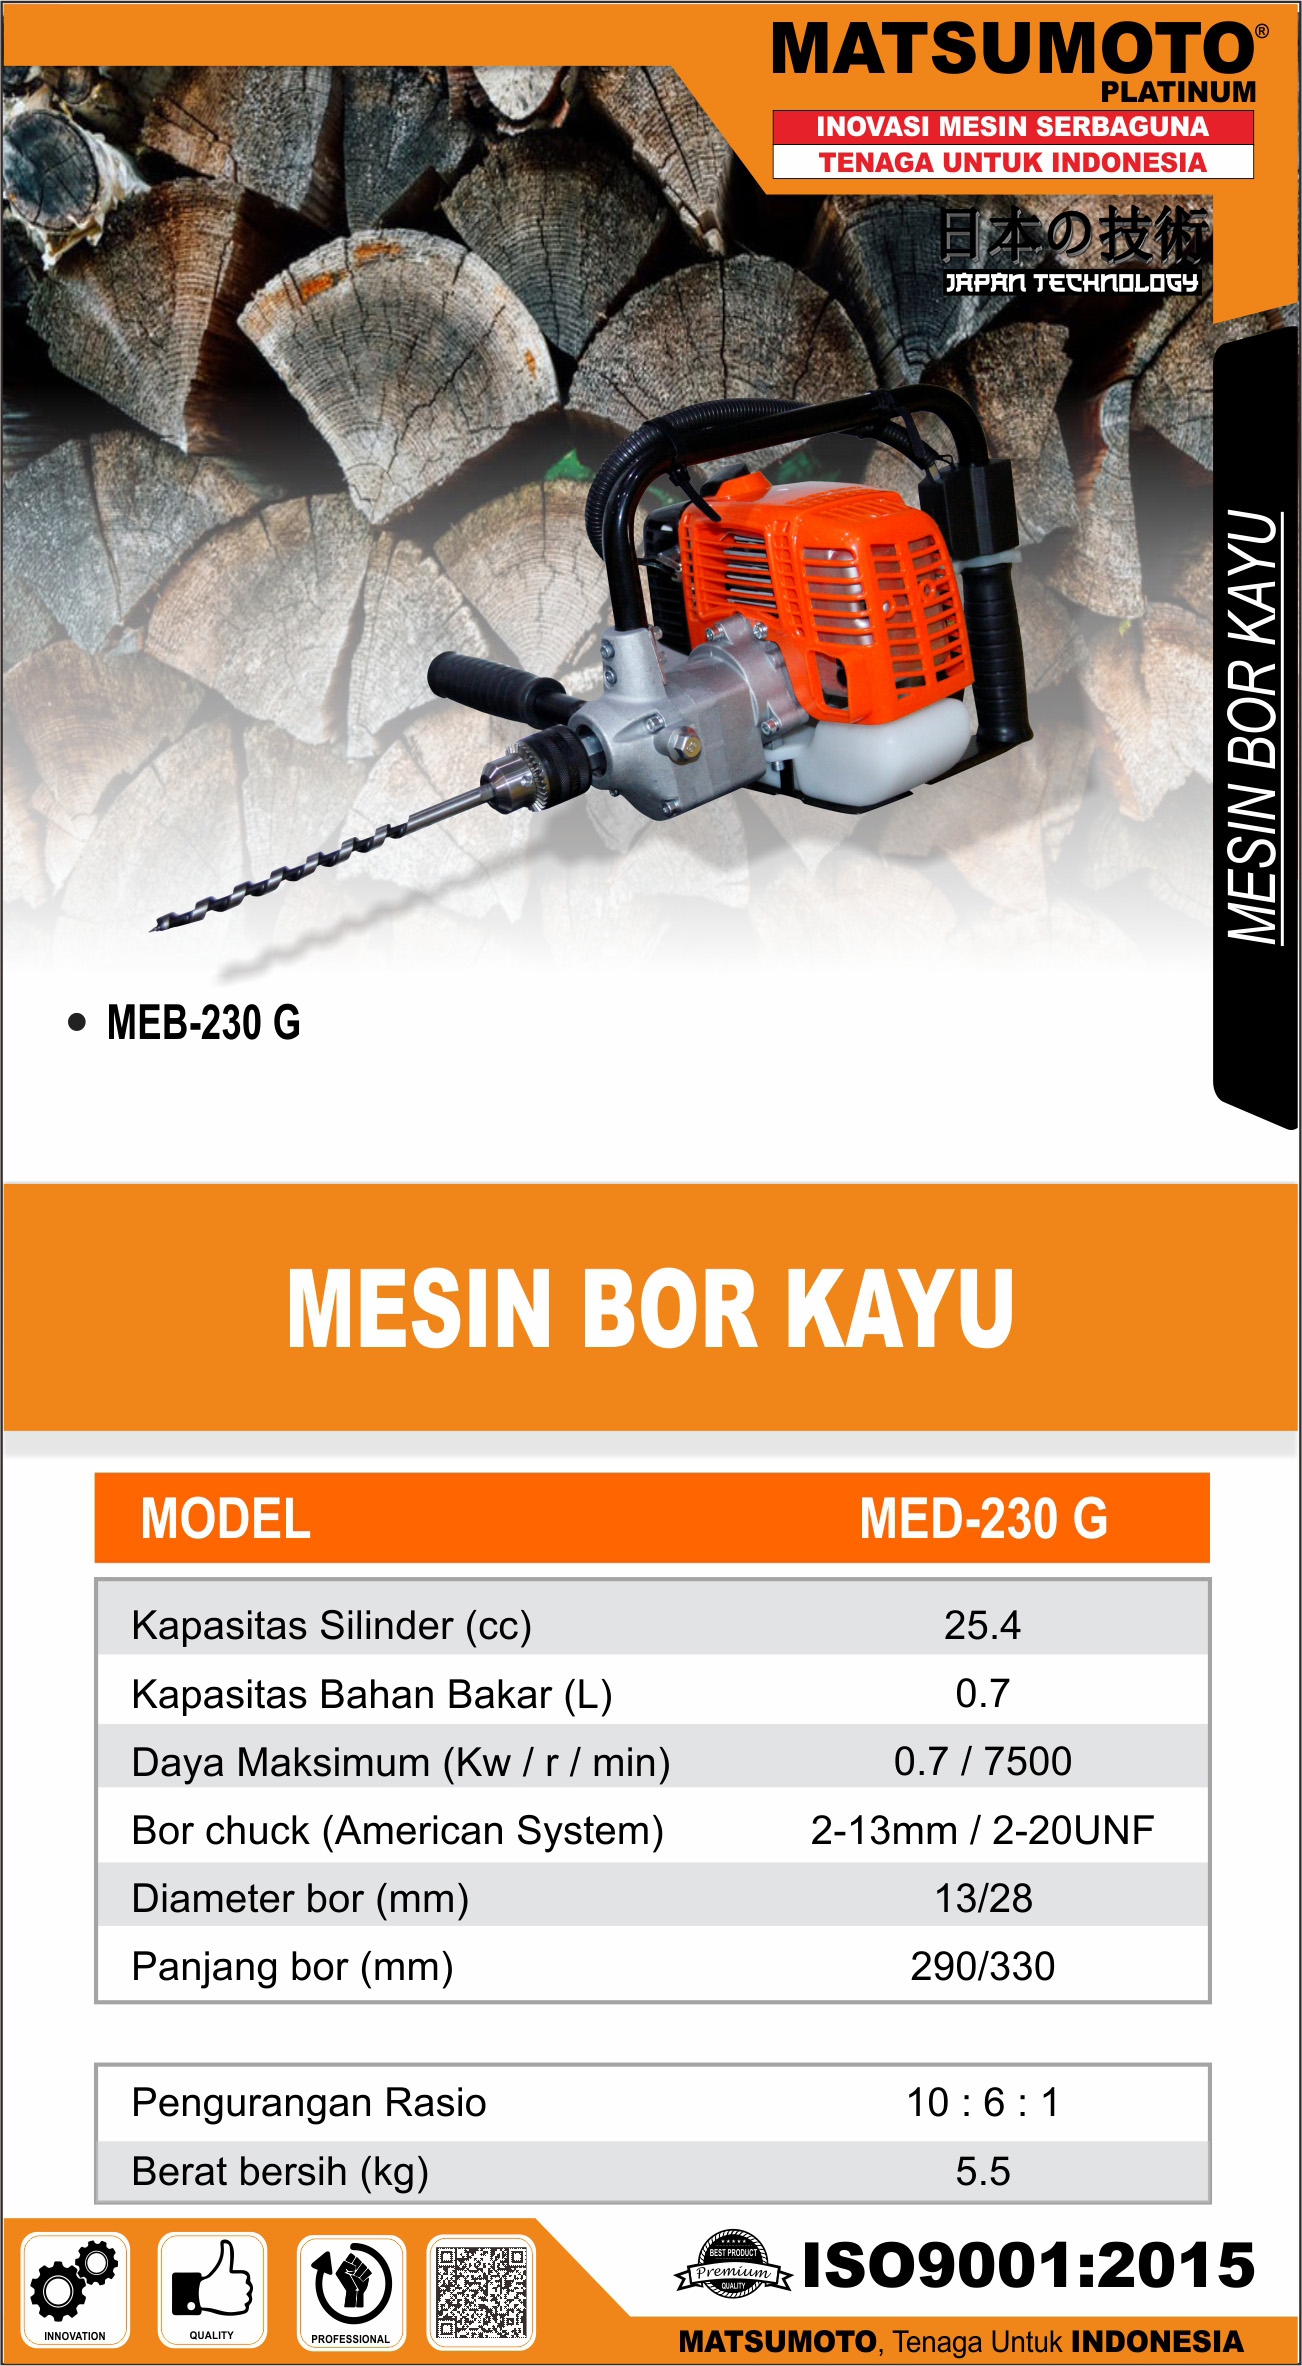 MATSUMOTO®
PLATINUM
INOVASI MESIN SERBAGUNA
TENAGA UNTUK INDONESIA
日本の技術
JAPAN TECHNOLOGY
MESIN BOR KAYU
• MEB-230 G
MESIN BOR KAYU
MODEL MED-230 G
Kapasitas Silinder (cc) 25.4
Kapasitas Bahan Bakar (L) 0.7
Daya Maksimum (Kw / r / min) 0.7 / 7500
Bor chuck (American System) 2-13mm / 2-20UNF
Diameter bor (mm) 13/28
Panjang bor (mm) 290/330
Pengurangan Rasio 10 : 6 : 1
Berat bersih (kg) 5.5
INNOVATION
QUALITY
PROFESSIONAL
BEST PRODUCT
Premium
QUALITY
ISO9001:2015
MATSUMOTO, Tenaga Untuk INDONESIA